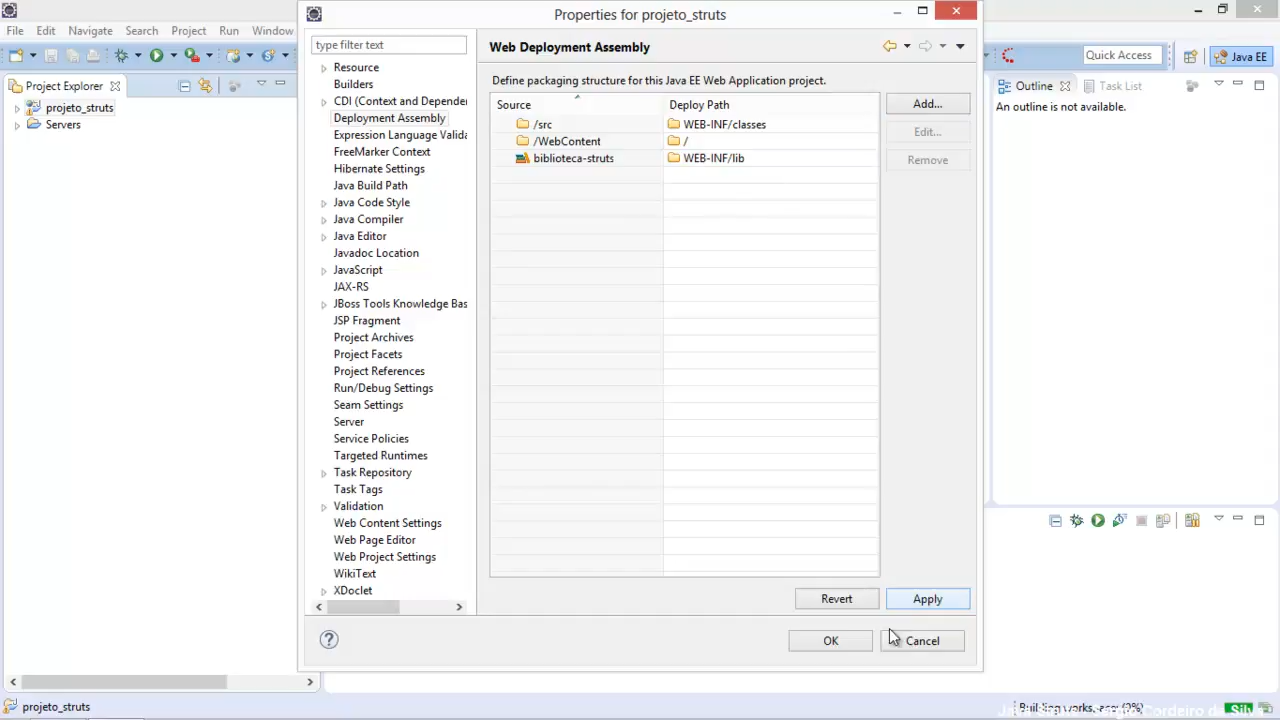 Properties for projeto_struts
File Edit Navigate Search Project Run Window
Quick Access
Java EE
Project Explorer
projeto_struts
Servers
type filter text
Resource
Builders
CDI (Context and Depender
Deployment Assembly
Expression Language Valida
FreeMarker Context
Hibernate Settings
Java Build Path
Java Code Style
Java Compiler
Java Editor
Javadoc Location
JavaScript
JAX-RS
JBoss Tools Knowledge Bas
JSP Fragment
Project Archives
Project Facets
Project References
Run/Debug Settings
Seam Settings
Server
Service Policies
Targeted Runtimes
Task Repository
Task Tags
Validation
Web Content Settings
Web Page Editor
Web Project Settings
WikiText
XDoclet
Web Deployment Assembly
Define packaging structure for this Java EE Web Application project.
Source Deploy Path
/src WEB-INF/classes
/WebContent /
biblioteca-struts WEB-INF/lib
Add...
Edit...
Remove
Revert Apply
OK Cancel
Outline Task List
An outline is not available.
projeto_struts
Cordeiro da Silva